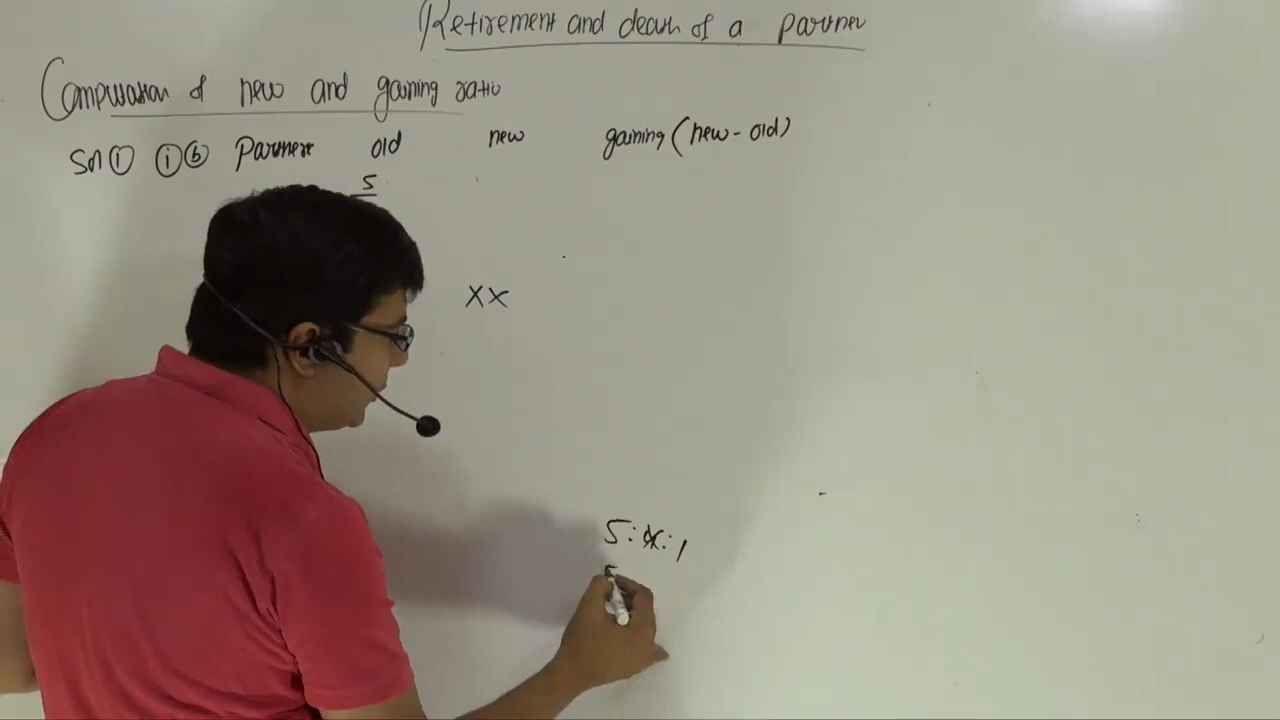 Retirement and death of a partner
Computation of new and gaining ratio
Sn ① ① ⓑ Partners old new gaining (new - old)
5
XX
5: :1